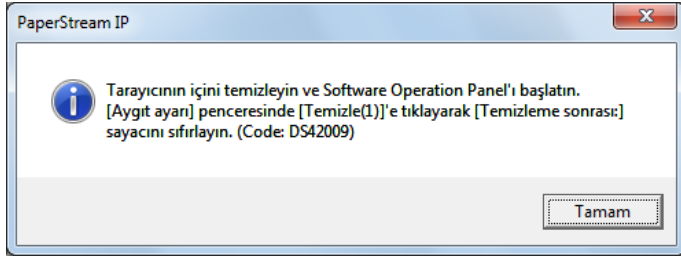 PaperStream IP
Tarayıcının içini temizleyin ve Software Operation Panel'ı başlatın.
[Aygıt ayarı] penceresinde [Temizle(1)]'e tıklayarak [Temizleme sonrası:]
sayacını sıfırlayın. (Code: DS42009)
Tamam